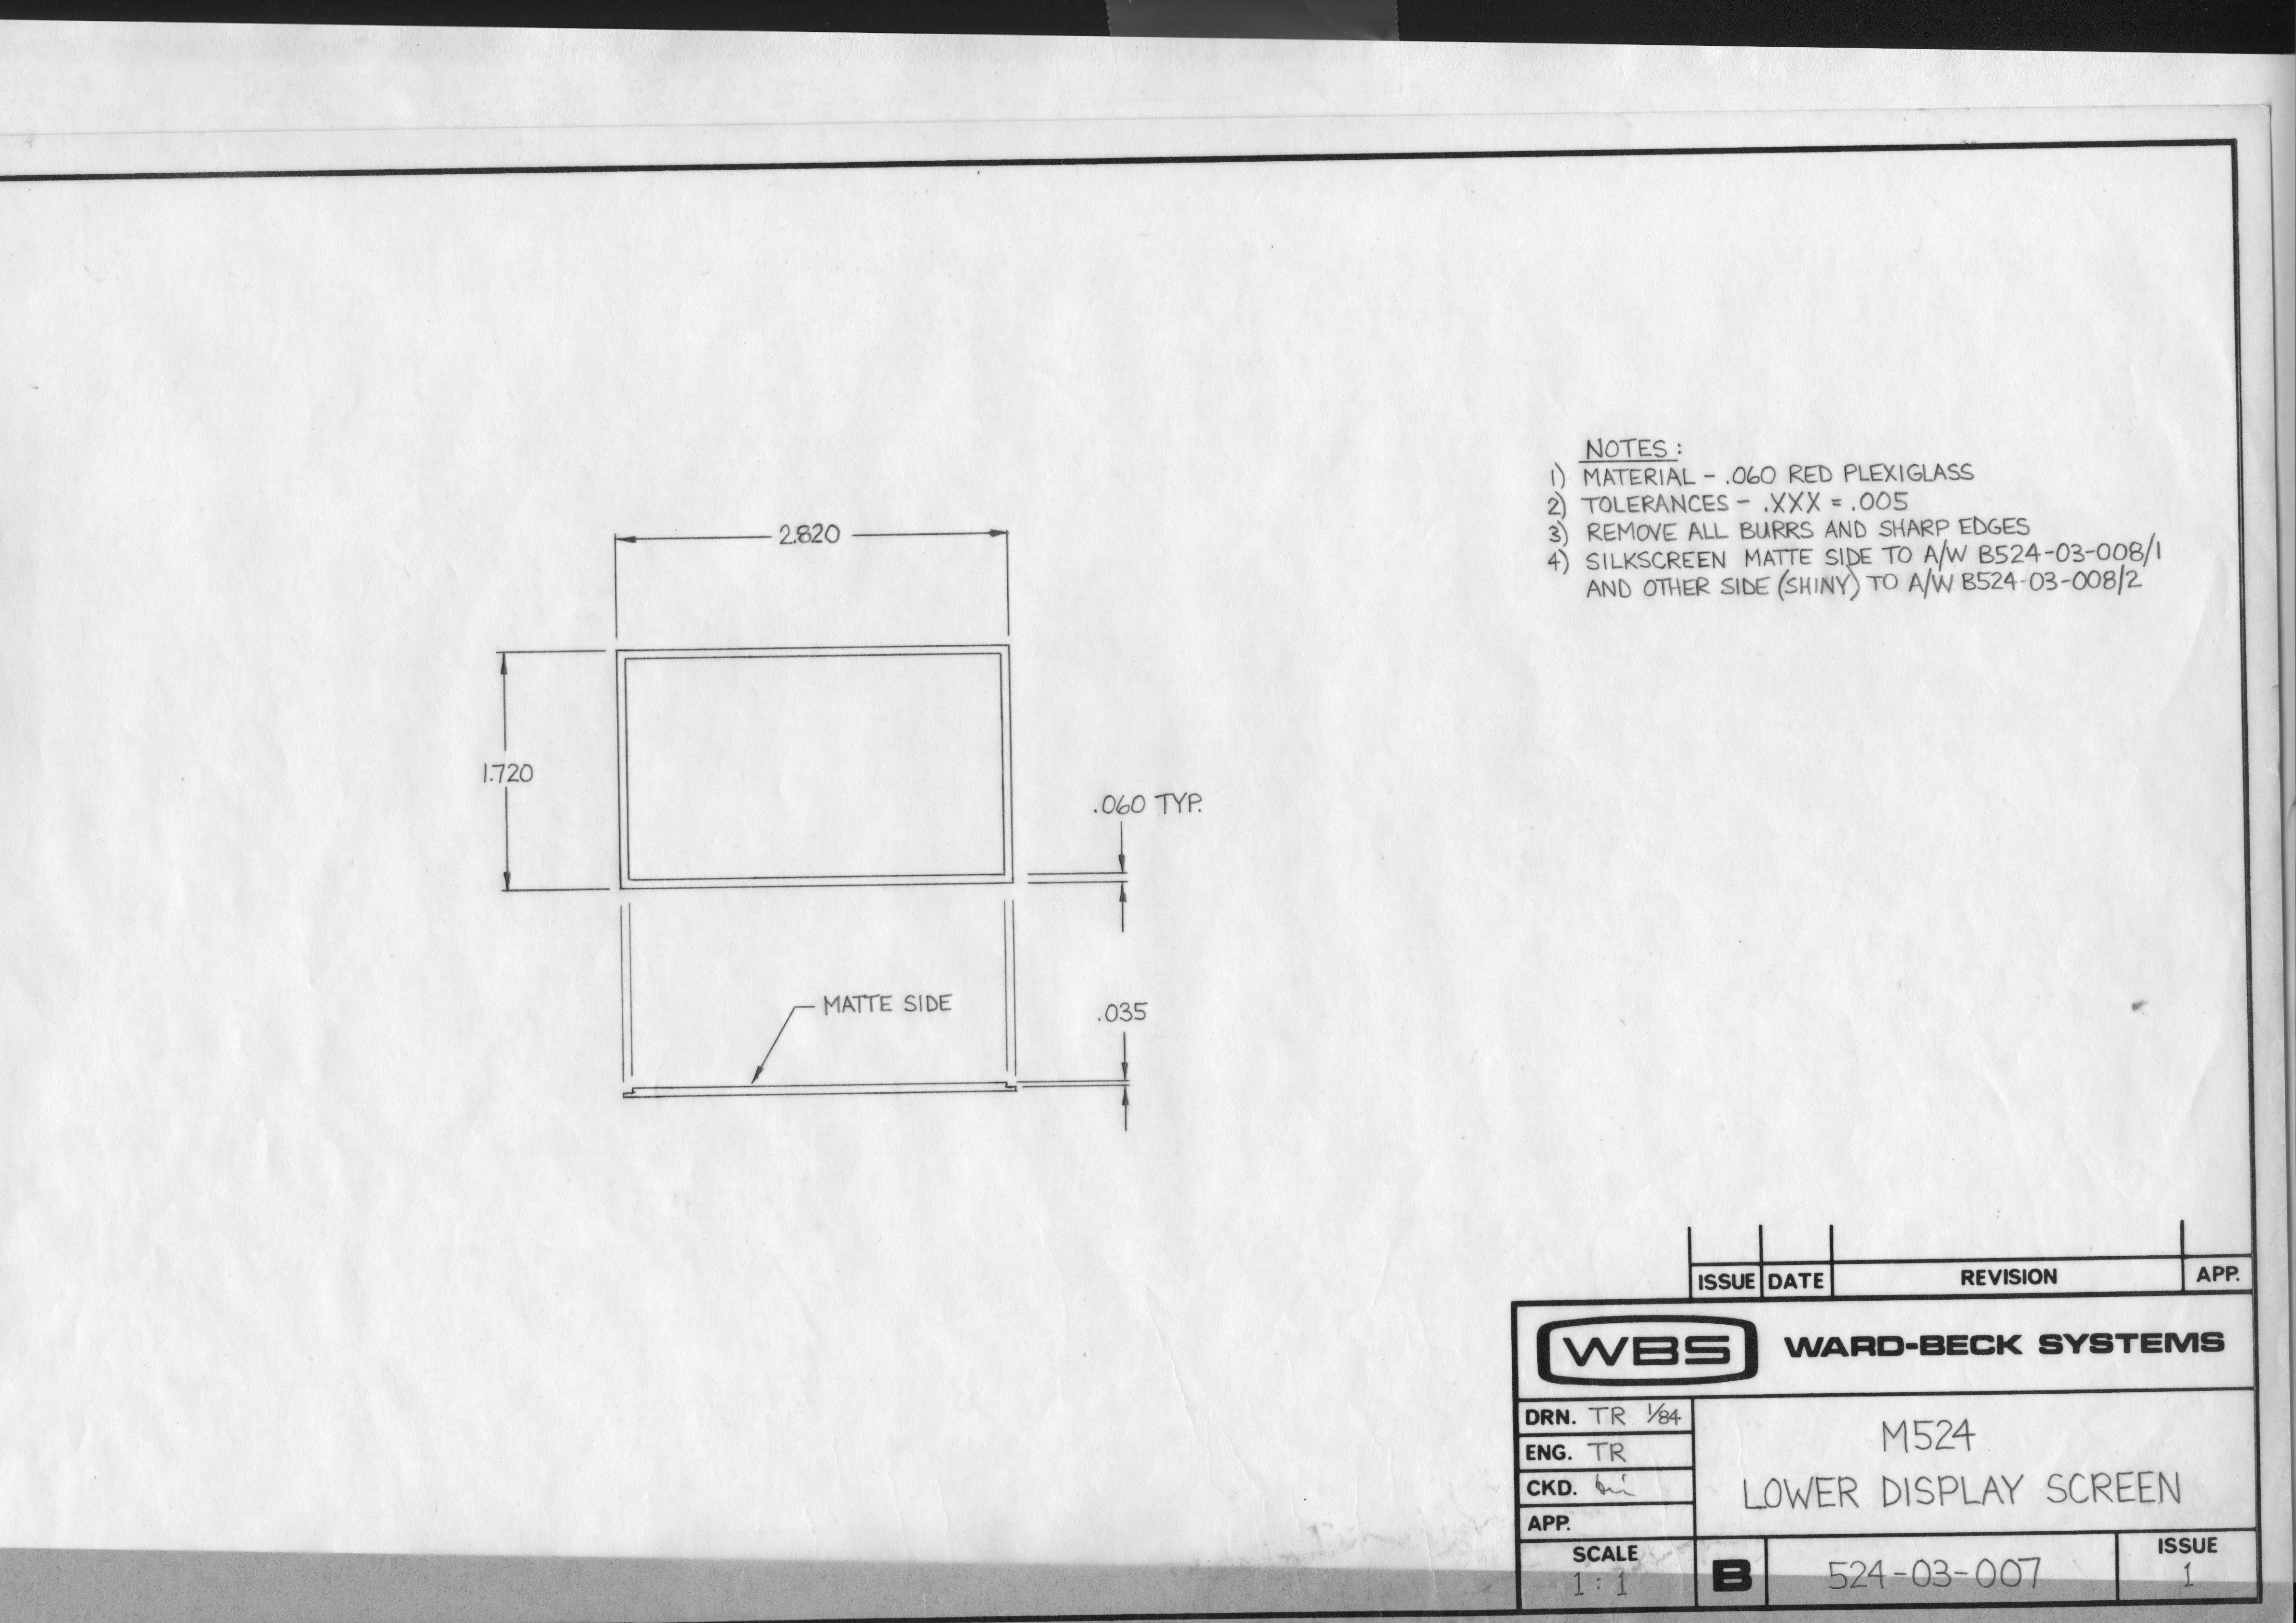 NOTES:
1) MATERIAL - .060 RED PLEXIGLASS
2) TOLERANCES - .XXX = .005
3) REMOVE ALL BURRS AND SHARP EDGES
4) SILKSCREEN MATTE SIDE TO A/W B524-03-008/1
AND OTHER SIDE (SHINY) TO A/W B524-03-008/2
2.820
1.720
.060 TYP.
MATTE SIDE
.035
ISSUE DATE REVISION APP.
WBS WARD-BECK SYSTEMS
DRN. TR 1/84
ENG. TR
CKD.
APP.
M524
LOWER DISPLAY SCREEN
SCALE
1:1
B
524-03-007
ISSUE
1